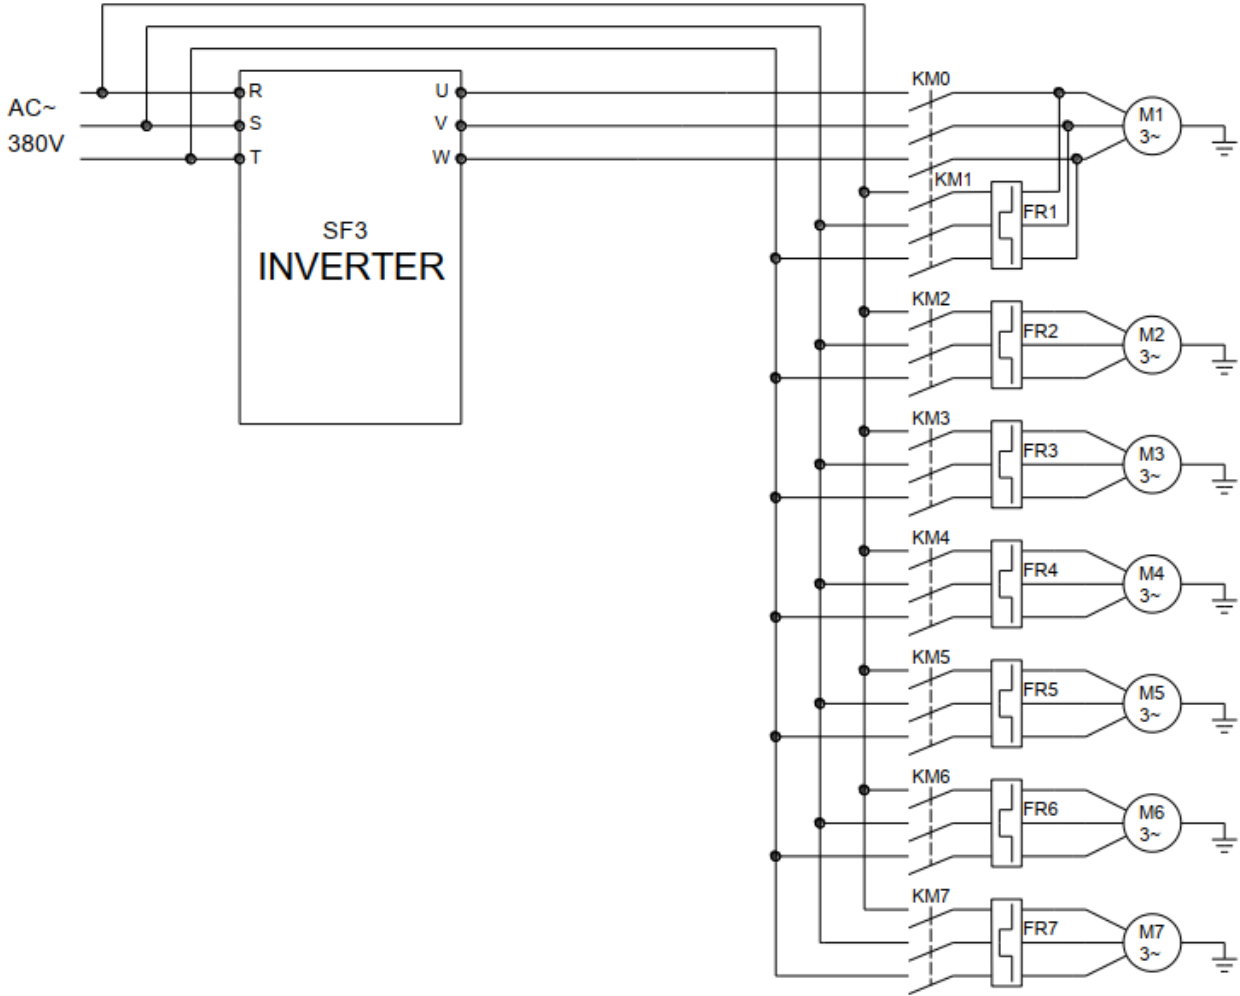 AC~
380V
R
S
T
U
V
W
SF3
INVERTER
KM0
M1
3~
KM1
FR1
KM2
FR2
M2
3~
KM3
FR3
M3
3~
KM4
FR4
M4
3~
KM5
FR5
M5
3~
KM6
FR6
M6
3~
KM7
FR7
M7
3~